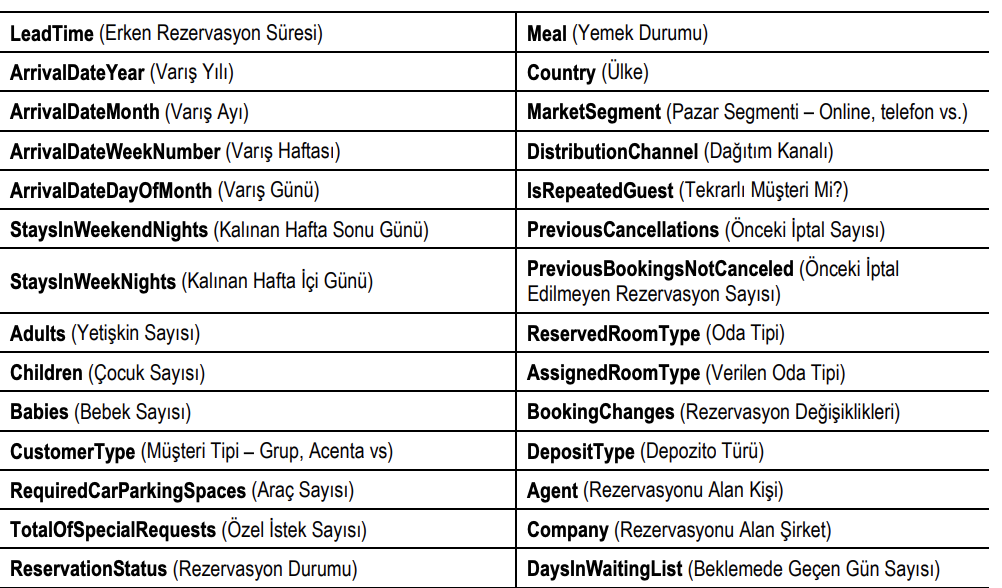 LeadTime (Erken Rezervasyon Süresi)
Meal (Yemek Durumu)
ArrivalDateYear (Varış Yılı)
Country (Ülke)
ArrivalDateMonth (Varış Ayı)
MarketSegment (Pazar Segmenti – Online, telefon vs.)
ArrivalDateWeekNumber (Varış Haftası)
DistributionChannel (Dağıtım Kanalı)
ArrivalDateDayOfMonth (Varış Günü)
IsRepeatedGuest (Tekrarlı Müşteri Mi?)
StaysInWeekendNights (Kalınan Hafta Sonu Günü)
PreviousCancellations (Önceki İptal Sayısı)
StaysInWeekNights (Kalınan Hafta İçi Günü)
PreviousBookingsNotCanceled (Önceki İptal
Edilmeyen Rezervasyon Sayısı)
Adults (Yetişkin Sayısı)
ReservedRoomType (Oda Tipi)
Children (Çocuk Sayısı)
AssignedRoomType (Verilen Oda Tipi)
Babies (Bebek Sayısı)
BookingChanges (Rezervasyon Değişiklikleri)
CustomerType (Müşteri Tipi – Grup, Acenta vs)
DepositType (Depozito Türü)
RequiredCarParkingSpaces (Araç Sayısı)
Agent (Rezervasyonu Alan Kişi)
TotalOfSpecialRequests (Özel İstek Sayısı)
Company (Rezervasyonu Alan Şirket)
ReservationStatus (Rezervasyon Durumu)
DaysInWaitingList (Beklemede Geçen Gün Sayısı)